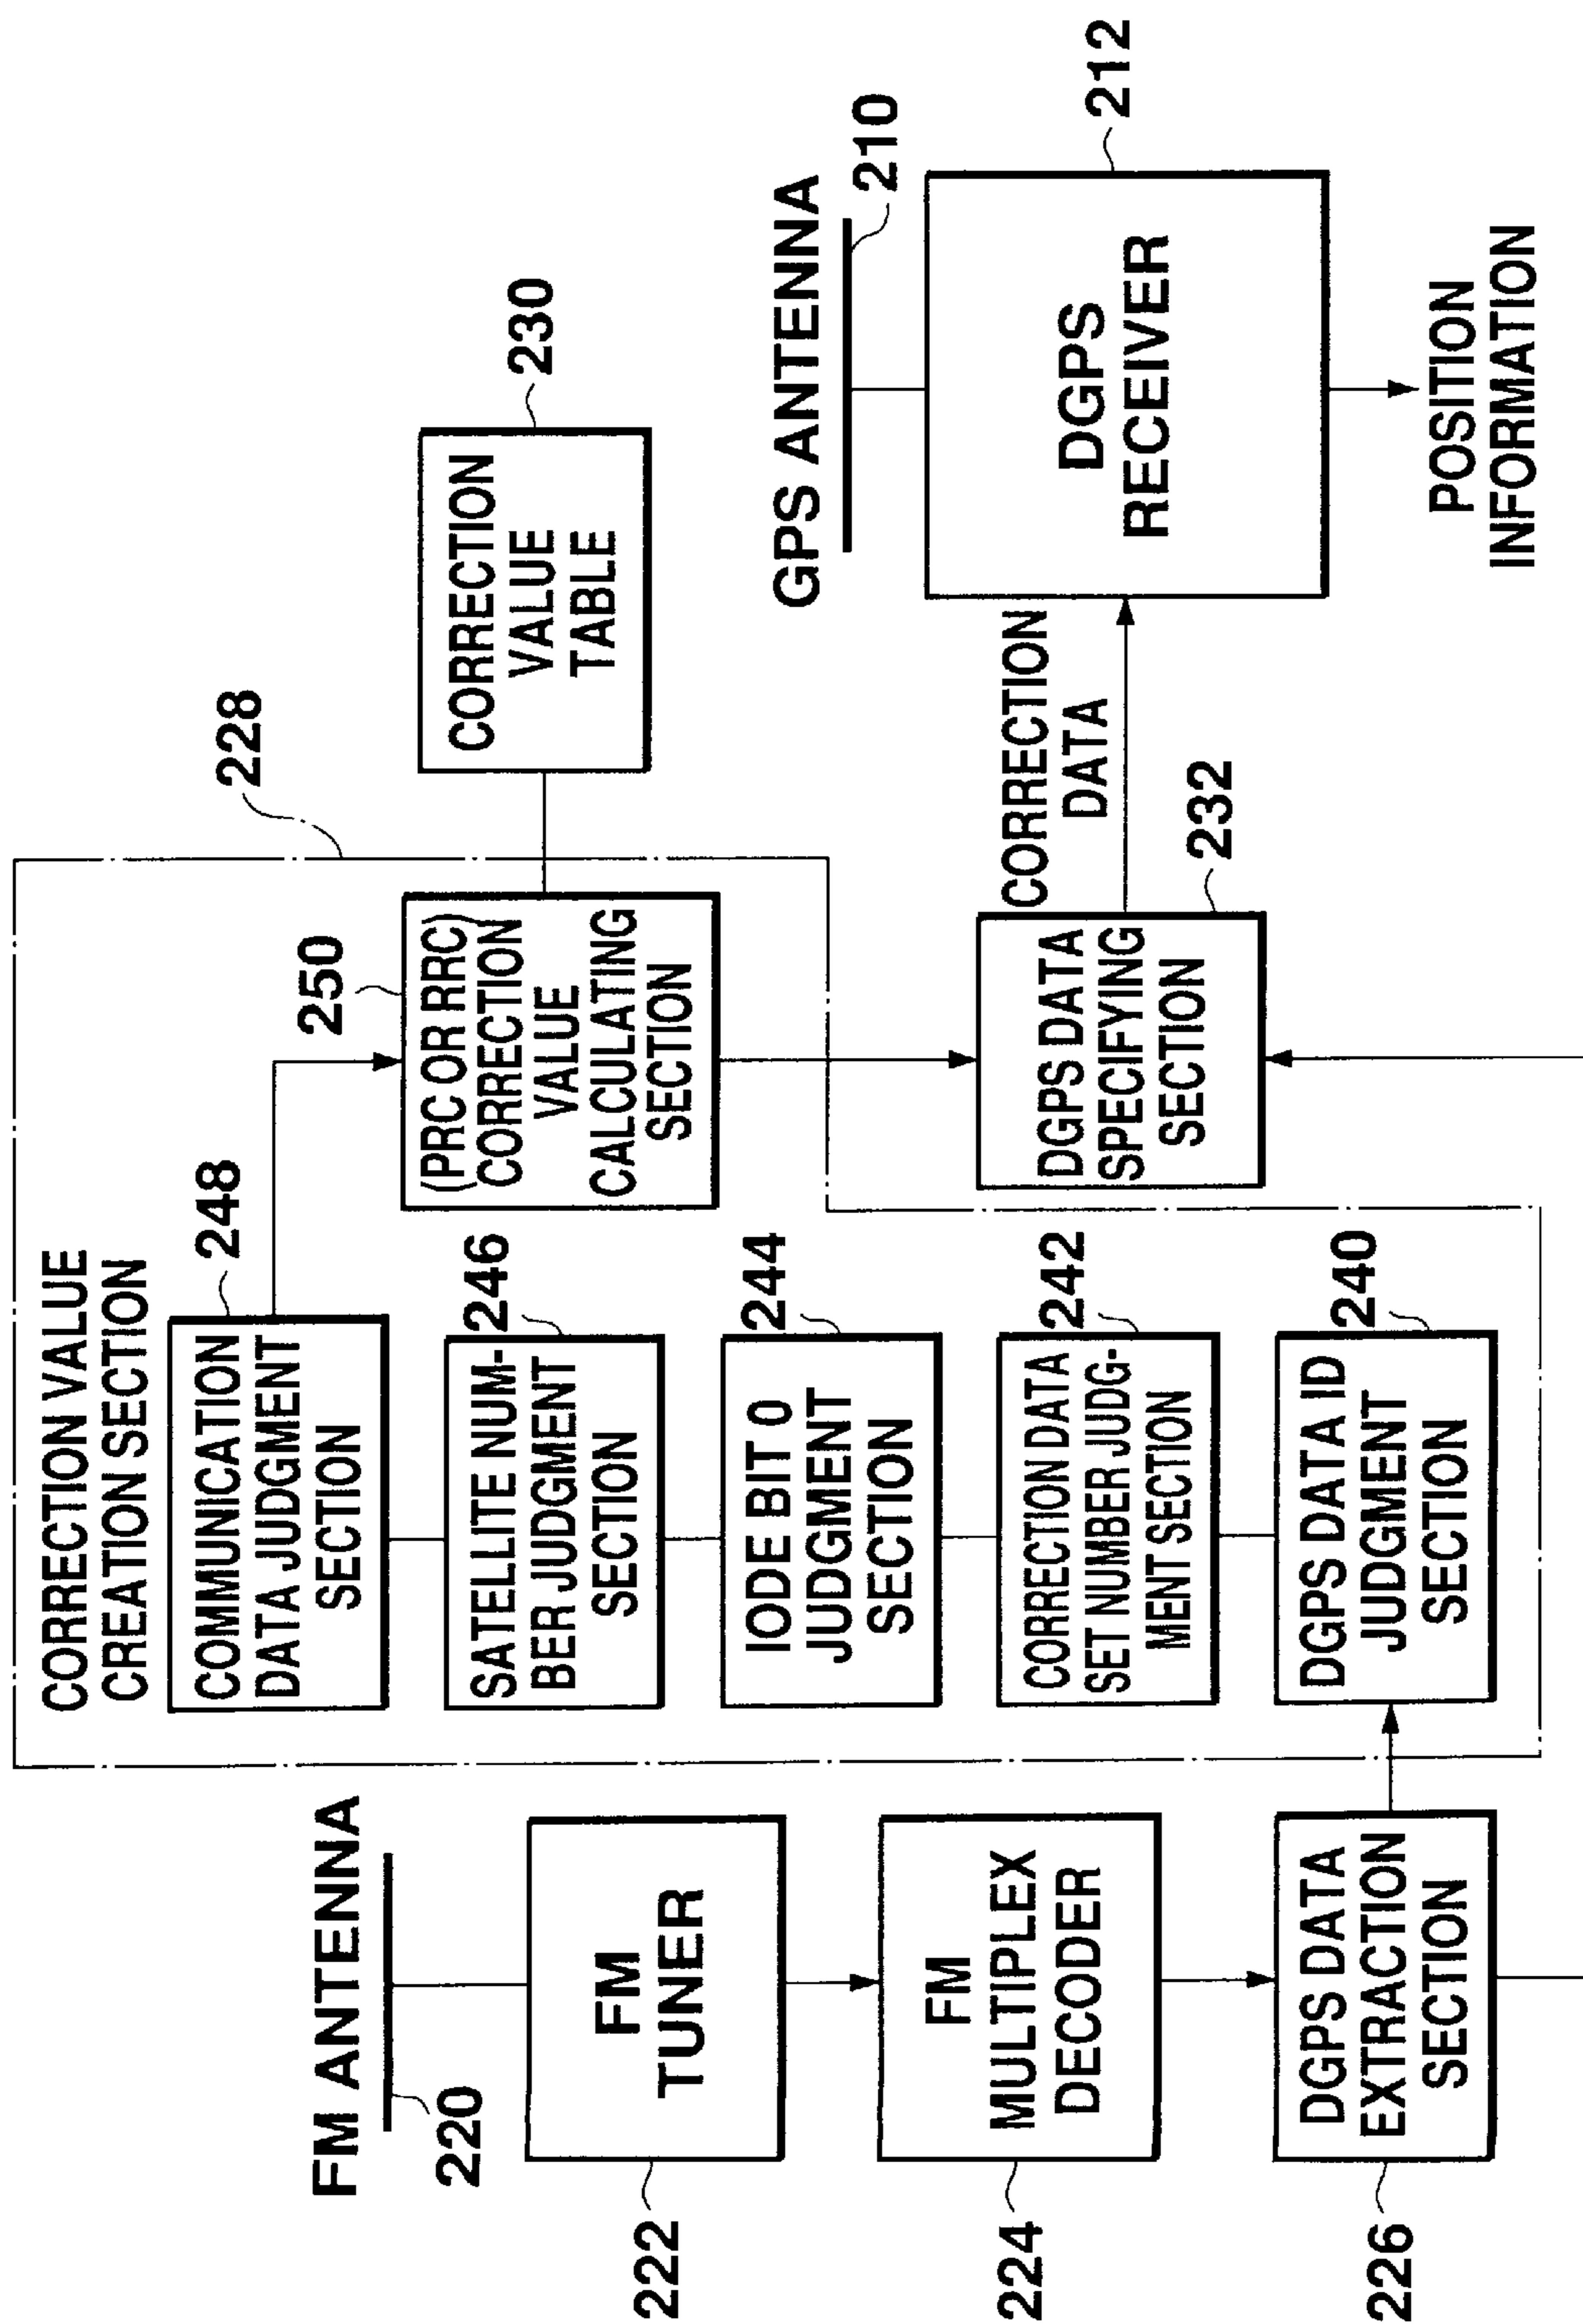 FM ANTENNA
220
FM
TUNER
222
FM
MULTIPLEX
DECODER
224
DGPS DATA
EXTRACTION
SECTION
226
CORRECTION VALUE
CREATION SECTION
228
COMMUNICATION
DATA JUDGMENT
SECTION
248
SATELLITE NUM-
BER JUDGMENT
SECTION
246
IODE BIT 0
JUDGMENT
SECTION
244
CORRECTION DATA
SET NUMBER JUDG-
MENT SECTION
242
DGPS DATA ID
JUDGMENT
SECTION
240
250
(PRC OR RRC)
CORRECTION
VALUE
CALCULATING
SECTION
CORRECTION
VALUE
TABLE
230
DGPS DATA
SPECIFYING
SECTION
232
CORRECTION
DATA
GPS ANTENNA
210
DGPS
RECEIVER
212
POSITION
INFORMATION